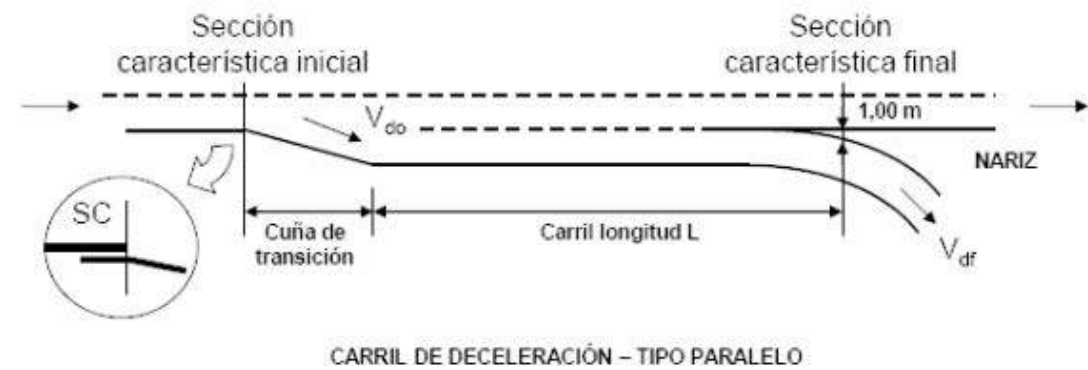 Sección
característica inicial
Sección
característica final
V_do
1,00 m
NARIZ
SC
Cuña de
transición
Carril longitud L
V_df
CARRIL DE DECELERACIÓN – TIPO PARALELO